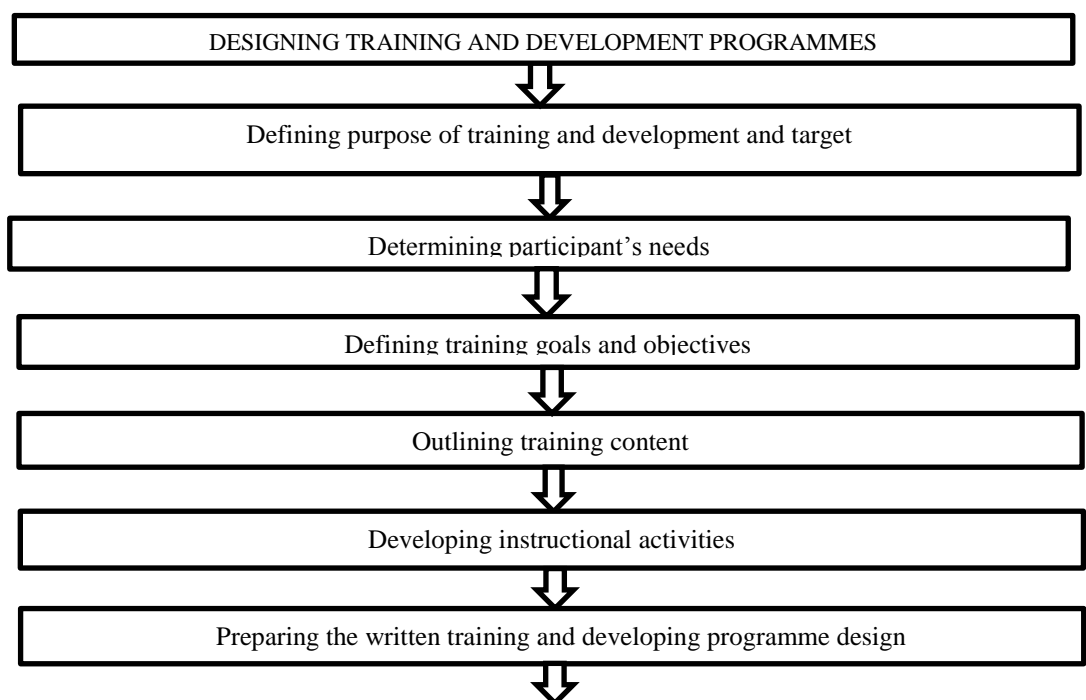 DESIGNING TRAINING AND DEVELOPMENT PROGRAMMES
Defining purpose of training and development and target
Determining participant’s needs
Defining training goals and objectives
Outlining training content
Developing instructional activities
Preparing the written training and developing programme design